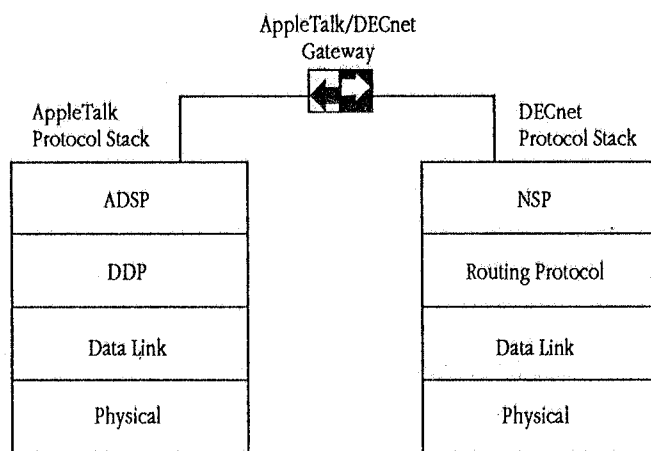 AppleTalk/DECnet
Gateway
AppleTalk
Protocol Stack
DECnet
Protocol Stack
ADSP
DDP
Data Link
Physical
NSP
Routing Protocol
Data Link
Physical